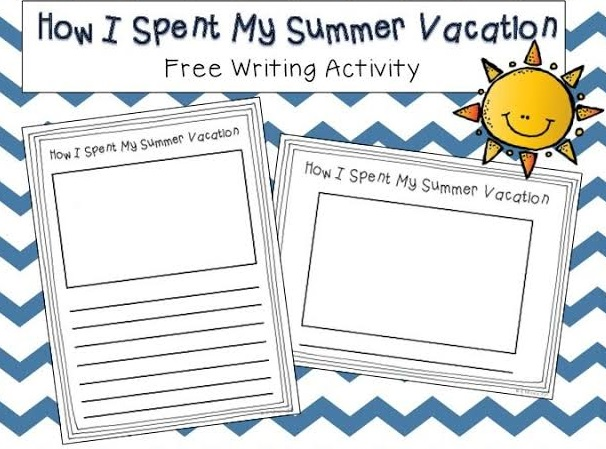 How I Spent My Summer Vacation
Free Writing Activity
How I Spent My Summer Vacation
How I Spent My Summer Vacation